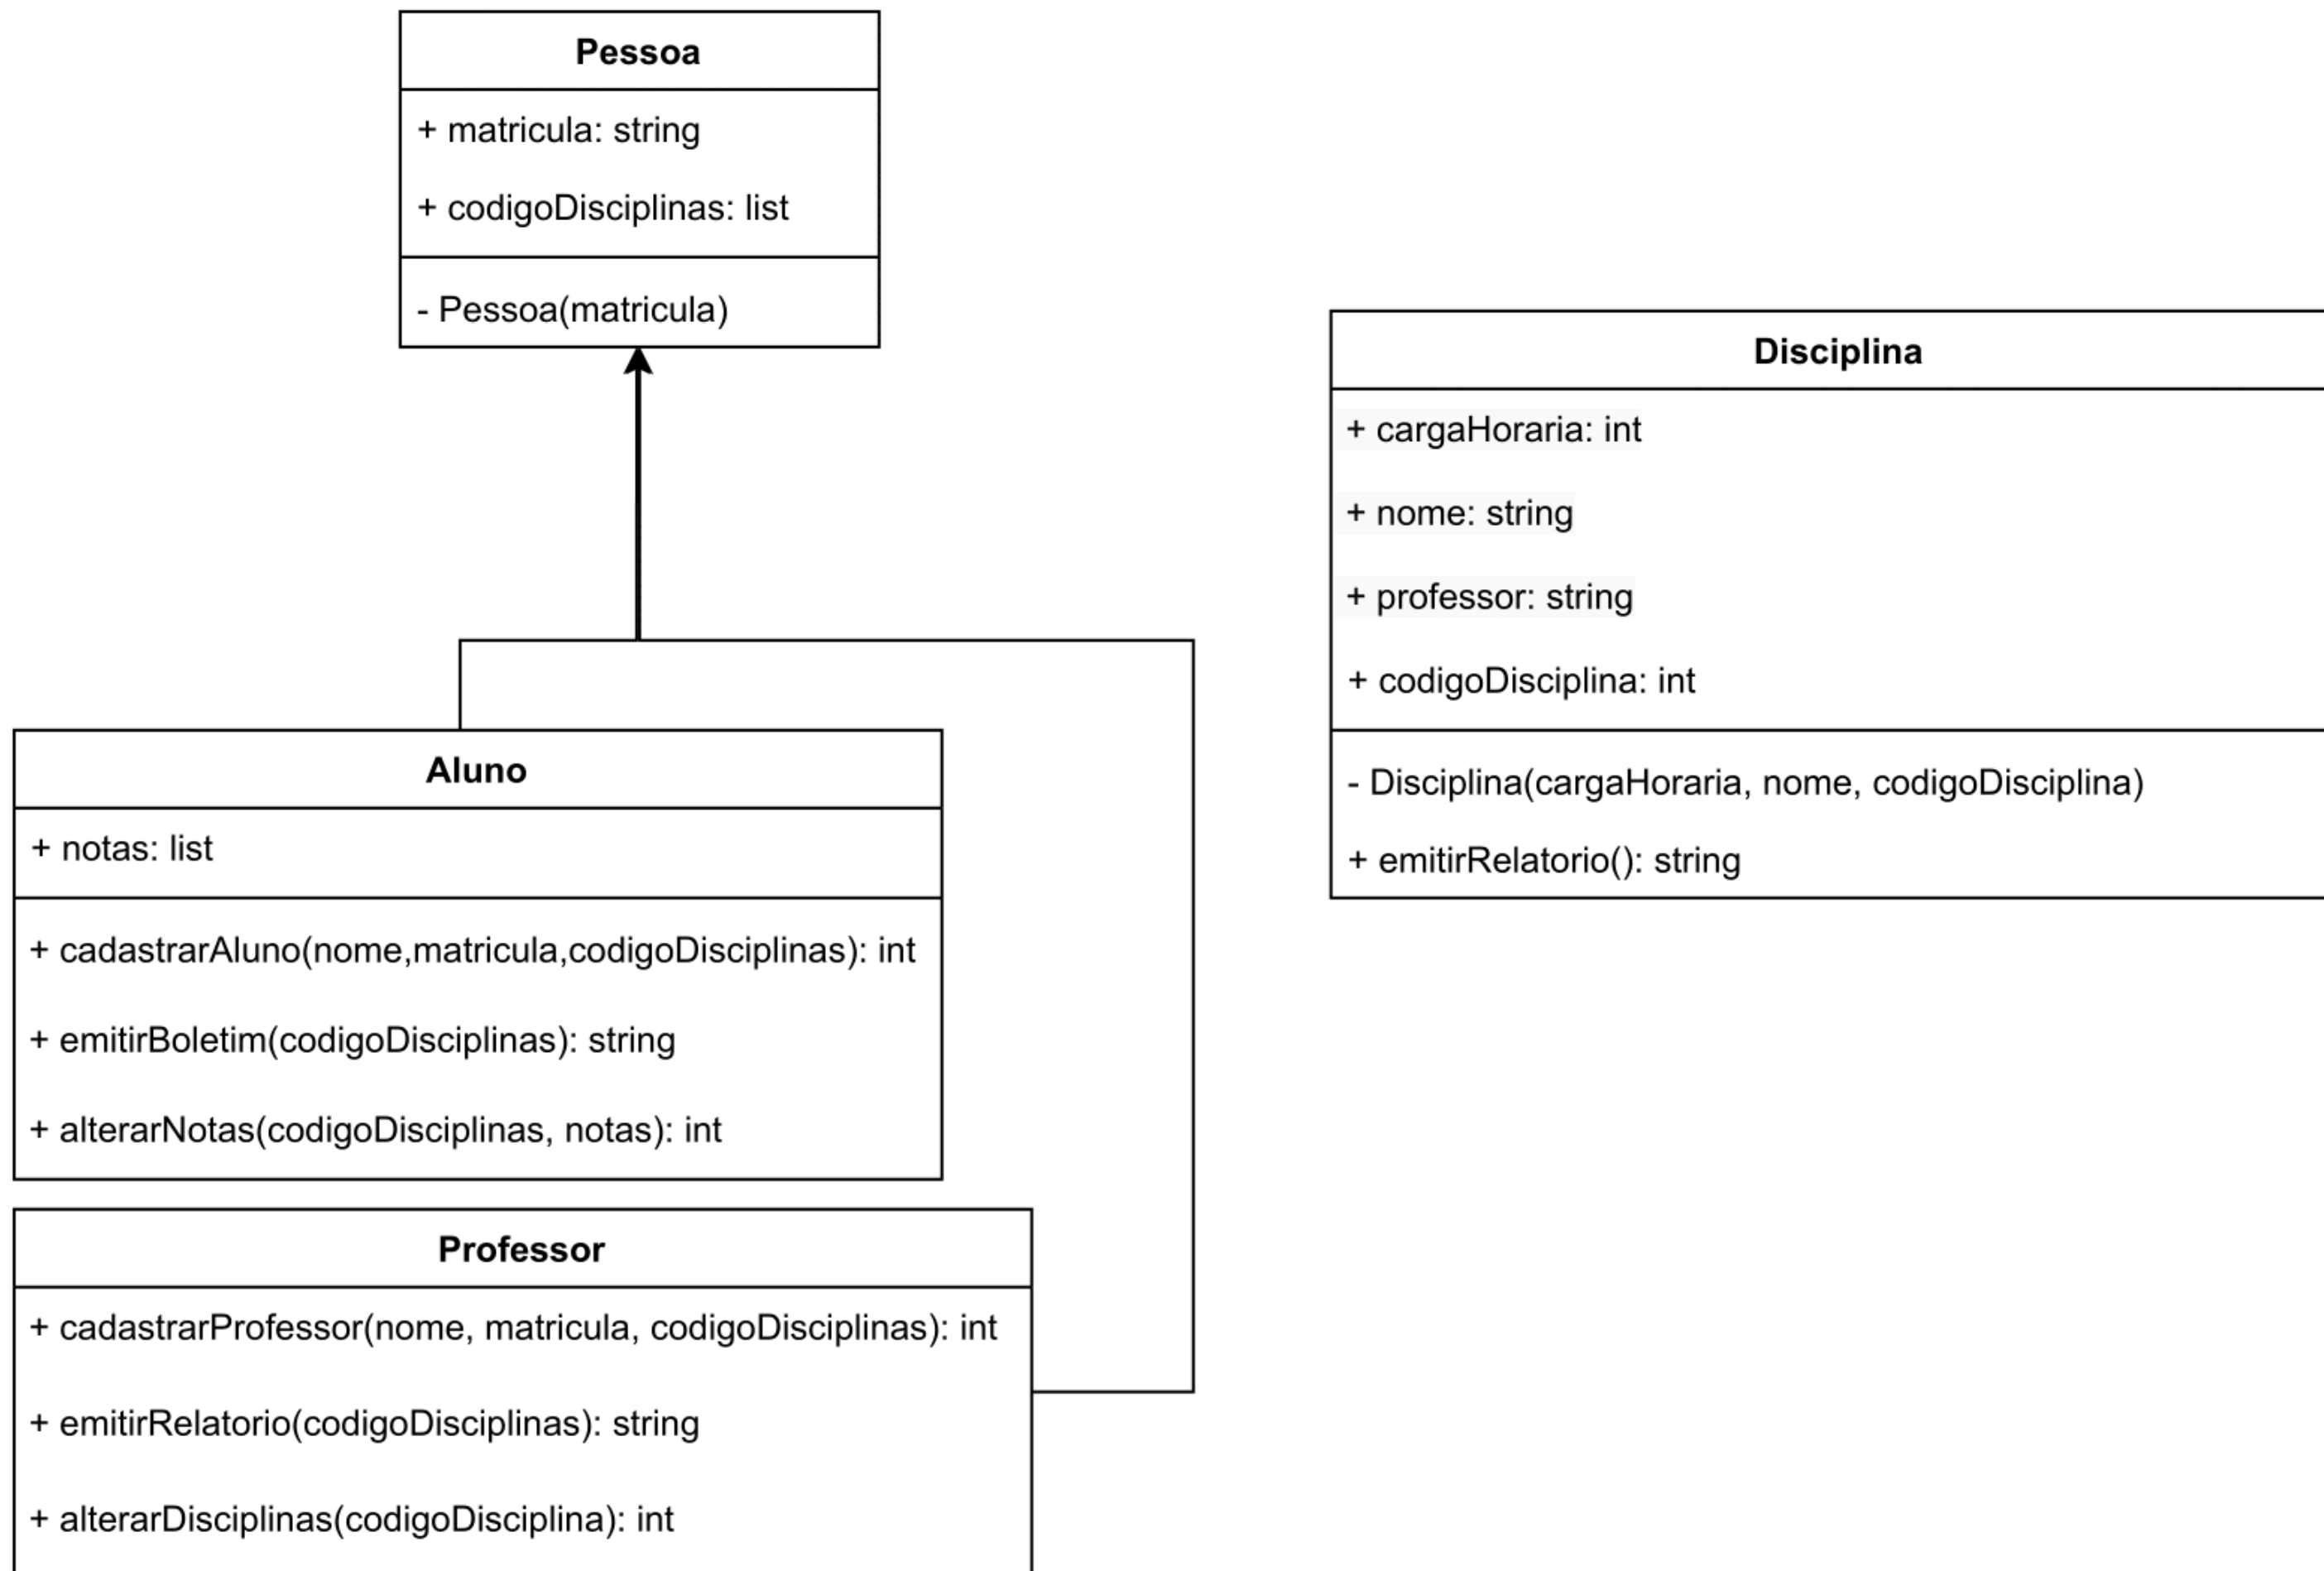 Pessoa
+ matricula: string
+ codigoDisciplinas: list
- Pessoa(matricula)
Disciplina
+ cargaHoraria: int
+ nome: string
+ professor: string
+ codigoDisciplina: int
- Disciplina(cargaHoraria, nome, codigoDisciplina)
+ emitirRelatorio(): string
Aluno
+ notas: list
+ cadastrarAluno(nome,matricula,codigoDisciplinas): int
+ emitirBoletim(codigoDisciplinas): string
+ alterarNotas(codigoDisciplinas, notas): int
Professor
+ cadastrarProfessor(nome, matricula, codigoDisciplinas): int
+ emitirRelatorio(codigoDisciplinas): string
+ alterarDisciplinas(codigoDisciplina): int